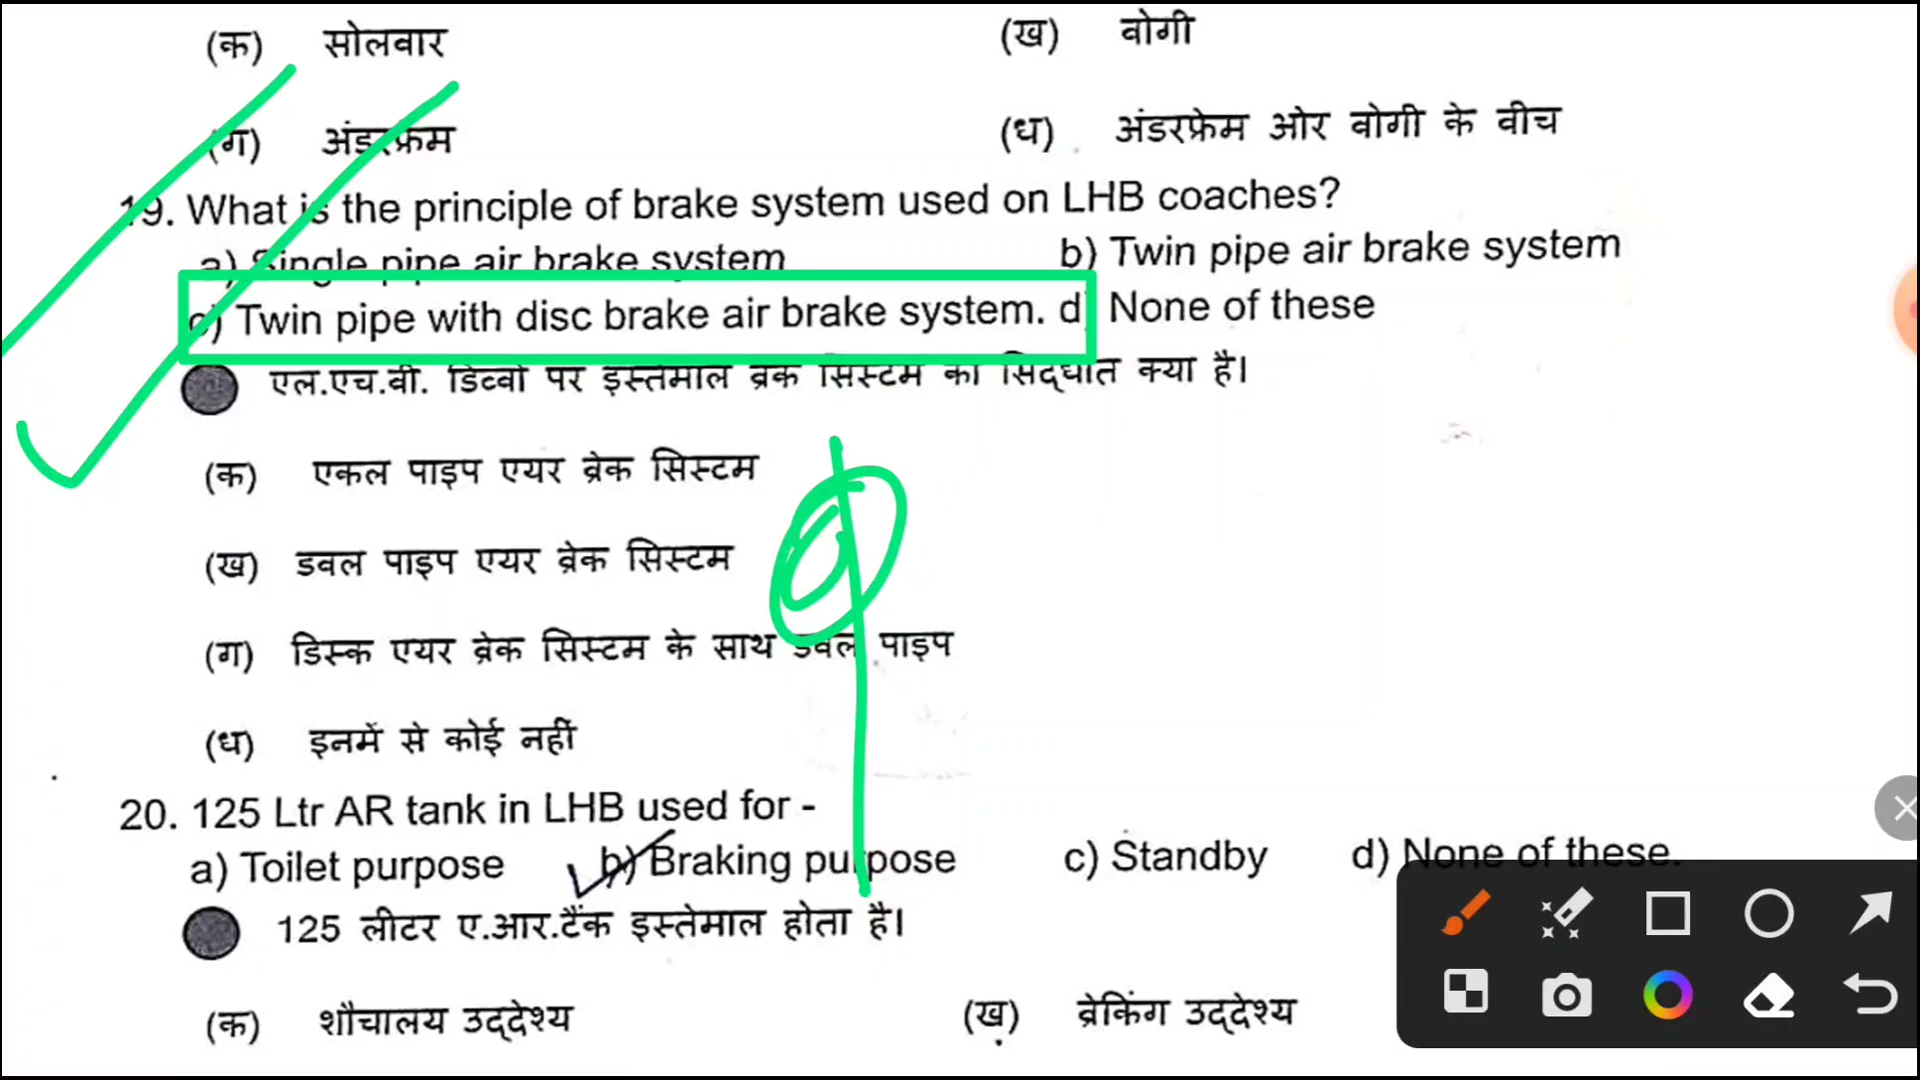 (क) सोलवार (ख) वोगी
(ग) अंडरफ्रेम (ध) अंडरफ्रेम ओर वोगी के वीच
19. What is the principle of brake system used on LHB coaches?
a) Single pipe air brake system b) Twin pipe air brake system
c) Twin pipe with disc brake air brake system. d) None of these
एल.एच.वी. डिव्वो पर इस्तेमाल ब्रेक सिस्टम का सिद्धांत क्या है।
(क) एकल पाइप एयर ब्रेक सिस्टम
(ख) डवल पाइप एयर ब्रेक सिस्टम
(ग) डिस्क एयर ब्रेक सिस्टम के साथ डवल पाइप
(ध) इनमें से कोई नहीं
20. 125 Ltr AR tank in LHB used for -
a) Toilet purpose b) Braking purpose c) Standby d) None of these.
125 लीटर ए.आर.टैंक इस्तेमाल होता है।
(क) शौचालय उद्देश्य (ख) ब्रेकिंग उद्देश्य